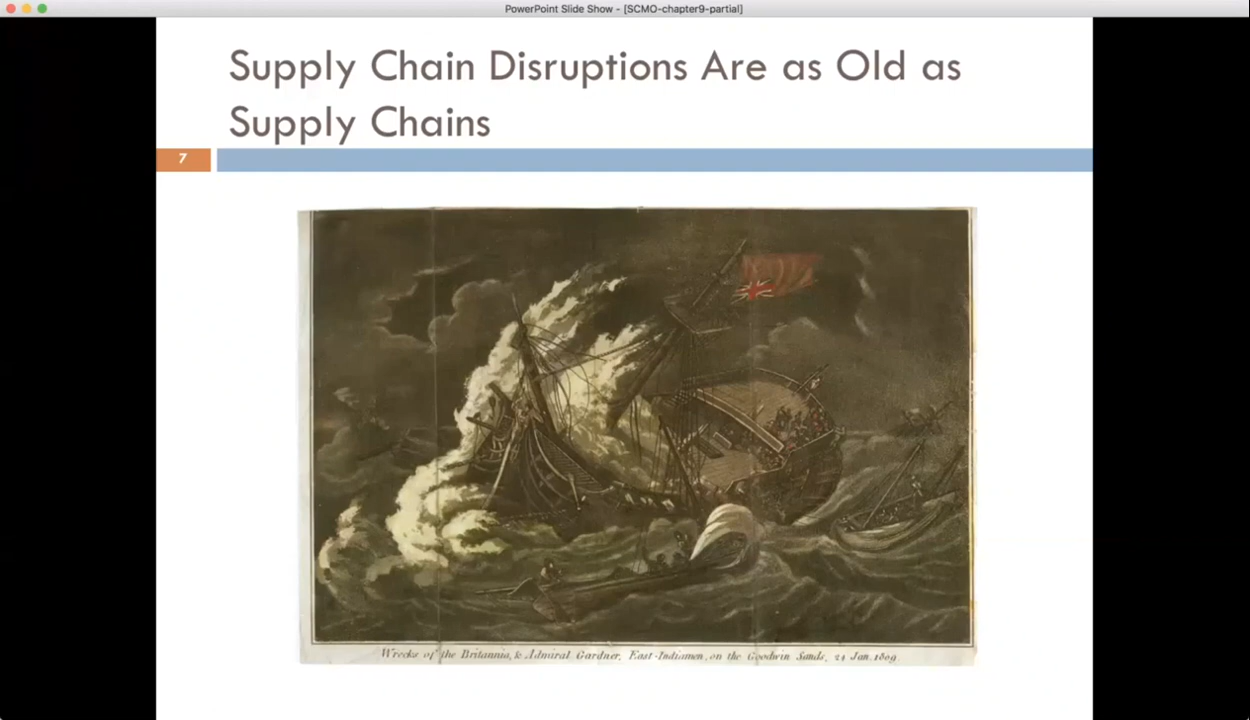 PowerPoint Slide Show - [SCMO-chapter9-partial]
Supply Chain Disruptions Are as Old as
Supply Chains
7
Wrecks of the Britannia, & Admiral Gardner, East-Indiamen, on the Goodwin Sands, 24 Jan. 1809.